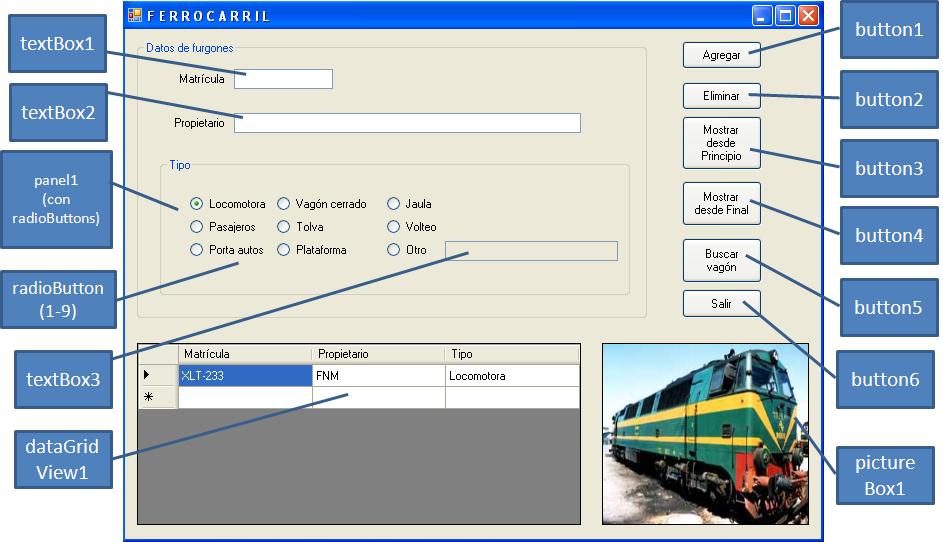 FERROCARRIL
textBox1
textBox2
panel1
(con
radioButtons)
radioButton
(1-9)
textBox3
dataGrid
View1
Datos de furgones
Matrícula
Propietario
Tipo
Locomotora
Vagón cerrado
Jaula
Pasajeros
Tolva
Volteo
Porta autos
Plataforma
Otro
Agregar
Eliminar
Mostrar
desde
Principio
Mostrar
desde Final
Buscar
vagón
Salir
Matrícula Propietario Tipo
XLT-233 FNM Locomotora
button1
button2
button3
button4
button5
button6
picture
Box1